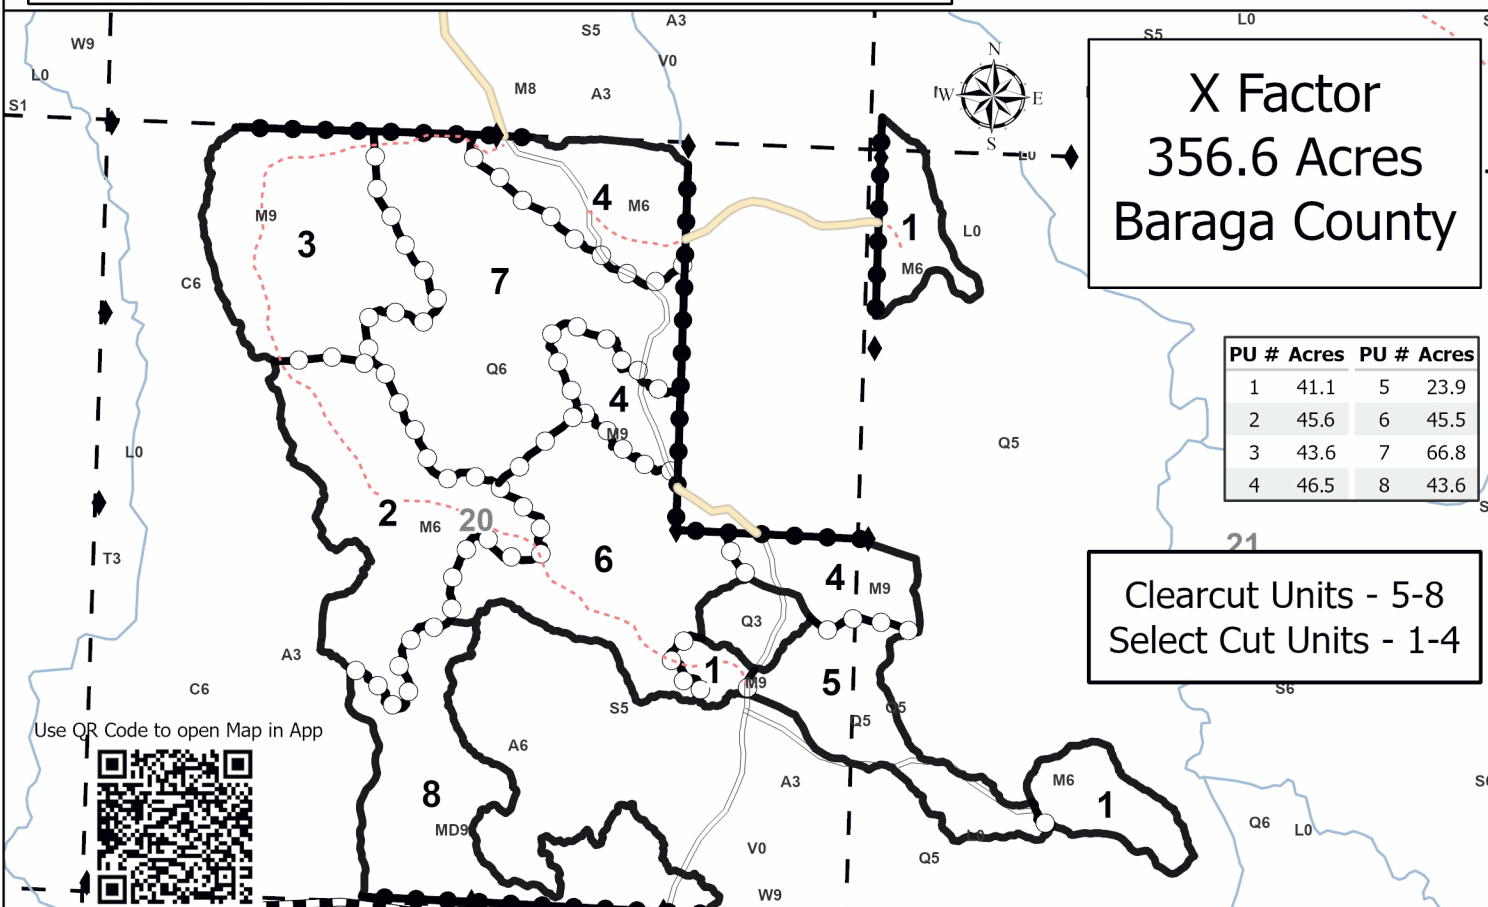 L0
A3
S5
S5
W9
V0
L0
M8
A3
N
W
E
S
S1
X Factor
356.6 Acres
Baraga County
L0
4
M6
M9
1
L0
3
M6
C6
7
PU # Acres PU # Acres
1 41.1 5 23.9
2 45.6 6 45.5
3 43.6 7 66.8
4 46.5 8 43.6
Q6
4
M9
Q5
L0
2
M6
20
21
T3
6
4
M9
Clearcut Units - 5-8
Select Cut Units - 1-4
Q3
A3
1
M9
5
C6
S6
S5
Q5
Q5
Use QR Code to open Map in App
A6
A3
M6
1
8
MD9
L0
Q6
L0
V0
Q5
W9